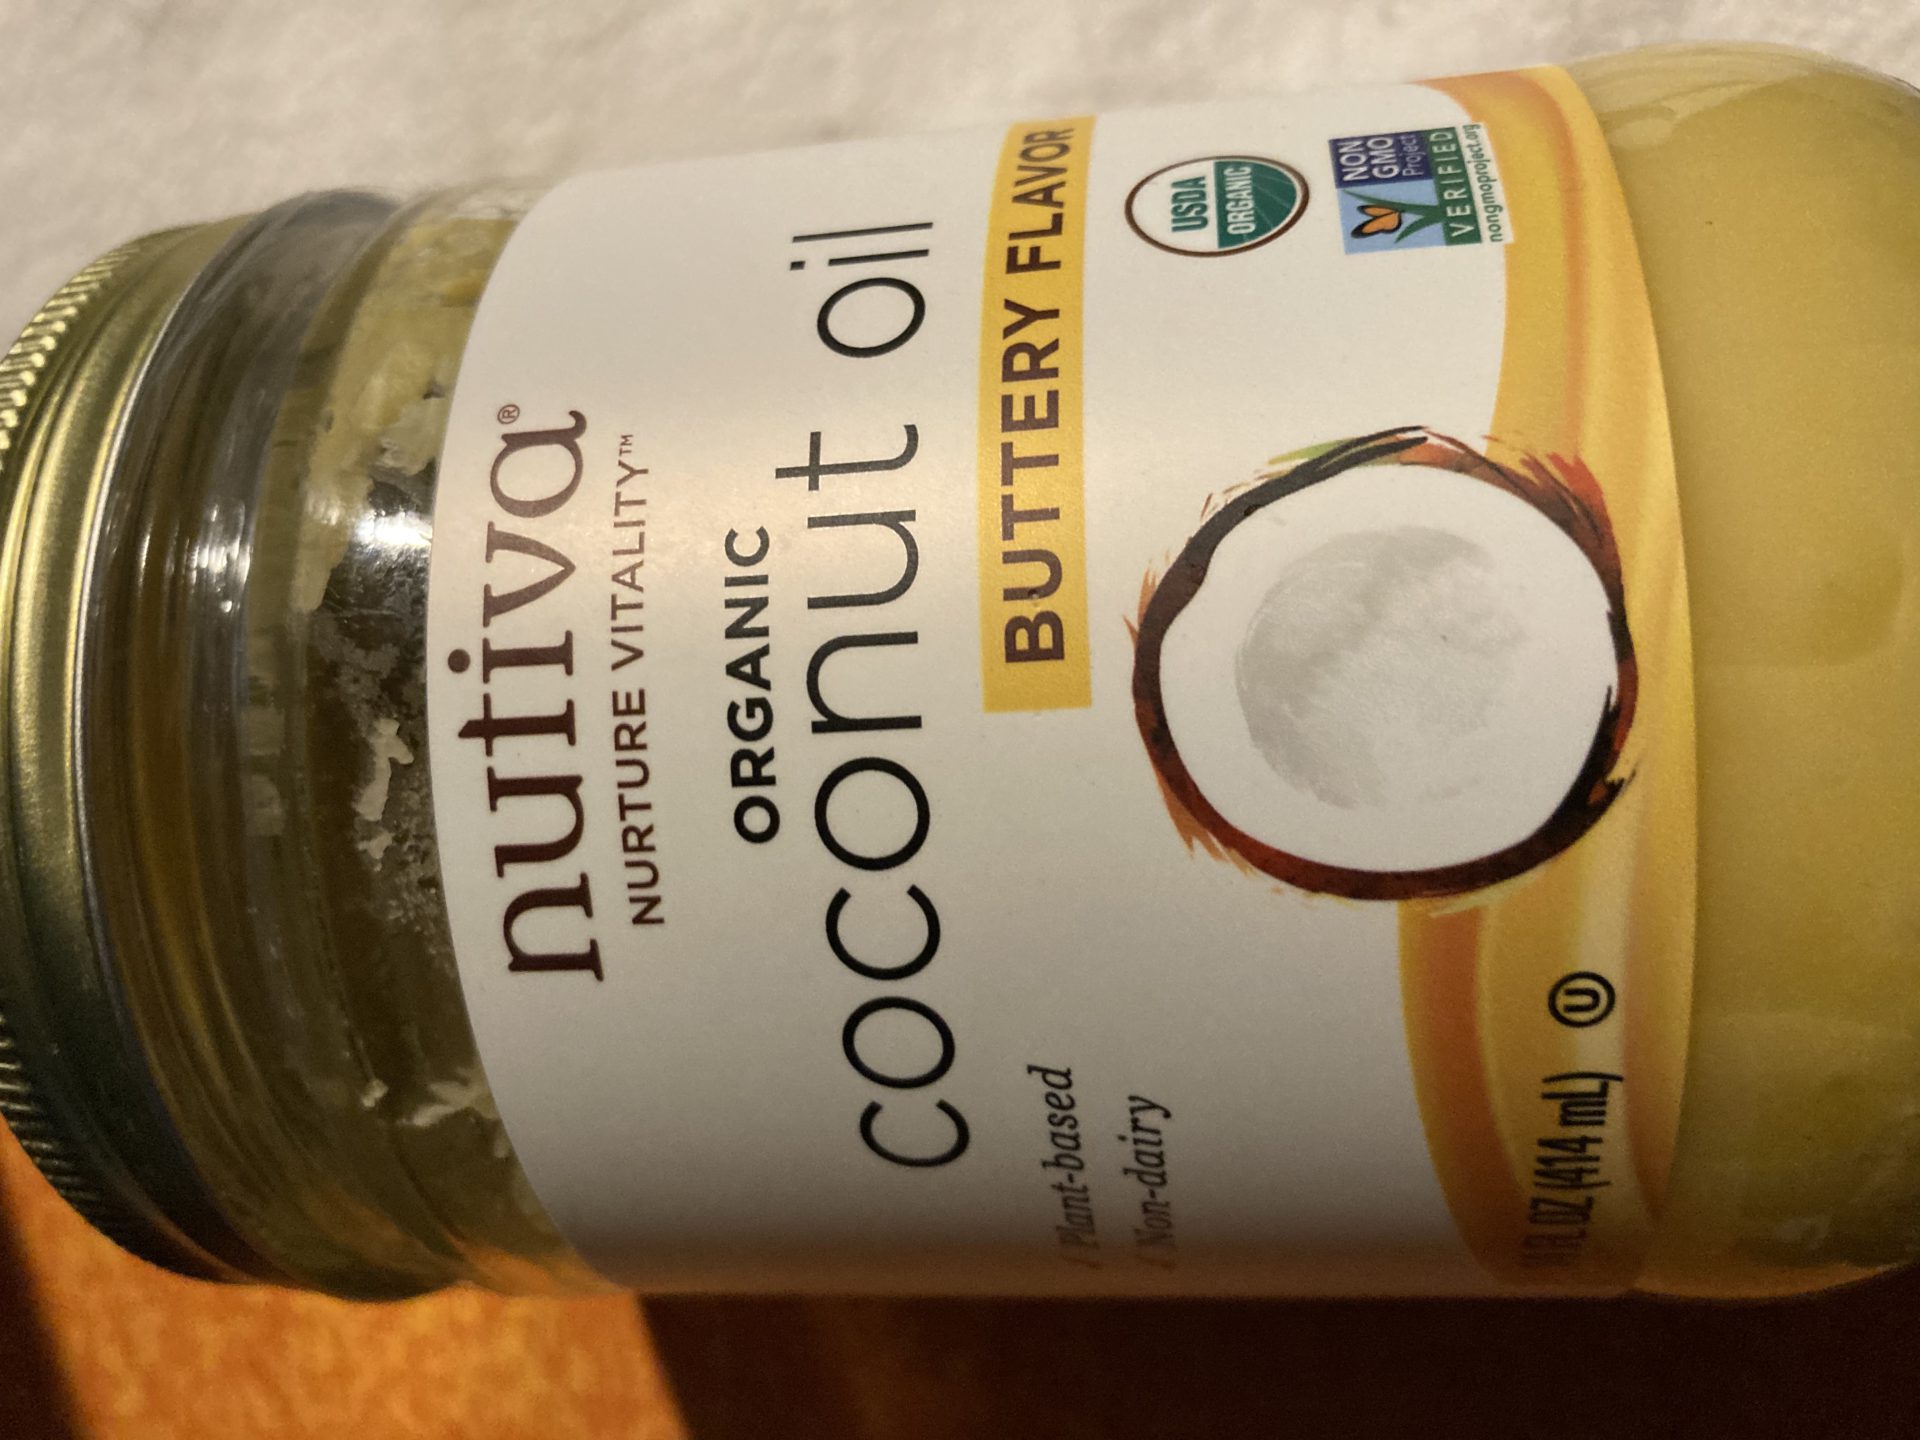 nutiva®
NURTURE VITALITY™
ORGANIC
coconut oil
BUTTERY FLAVOR
/ Plant-based
/ Non-dairy
USDA
ORGANIC
NON
GMO
Project
VERIFIED
nongmoproject.org
FL OZ (414 mL) U